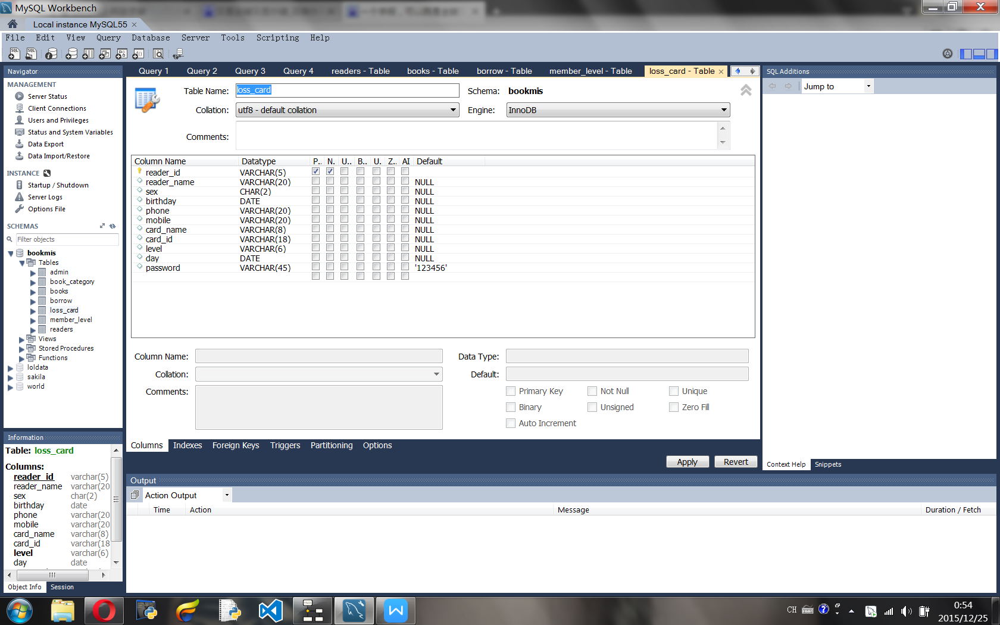 MySQL Workbench
Local instance MySQL55
File Edit View Query Database Server Tools Scripting Help
Navigator
MANAGEMENT
Server Status
Client Connections
Users and Privileges
Status and System Variables
Data Export
Data Import/Restore
INSTANCE
Startup / Shutdown
Server Logs
Options File
SCHEMAS
Filter objects
bookmis
Tables
admin
book_category
books
borrow
loss_card
member_level
readers
Views
Stored Procedures
Functions
loldata
sakila
world
Information
Table: loss_card
Columns:
reader_id varchar(5)
reader_name varchar(20
sex char(2)
birthday date
phone varchar(20
mobile varchar(20
card_name varchar(8)
card_id varchar(18
level varchar(6)
day date
Object Info Session
Query 1 Query 2 Query 3 Query 4 readers - Table books - Table borrow - Table member_level - Table loss_card - Table
Table Name: loss_card Schema: bookmis
Collation: utf8 - default collation Engine: InnoDB
Comments:
Column Name Datatype P.. N. U.. B.. U. Z.. AI Default
reader_id VARCHAR(5)
reader_name VARCHAR(20) NULL
sex CHAR(2) NULL
birthday DATE NULL
phone VARCHAR(20) NULL
mobile VARCHAR(20) NULL
card_name VARCHAR(8) NULL
card_id VARCHAR(18) NULL
level VARCHAR(6) NULL
day DATE NULL
password VARCHAR(45) '123456'
Column Name: Data Type:
Collation: Default:
Comments: Primary Key Not Null Unique
Binary Unsigned Zero Fill
Auto Increment
Columns Indexes Foreign Keys Triggers Partitioning Options
Apply Revert
SQL Additions
Jump to
Context Help Snippets
Output
Action Output
Time Action Message Duration / Fetch
CH
0:54
2015/12/25